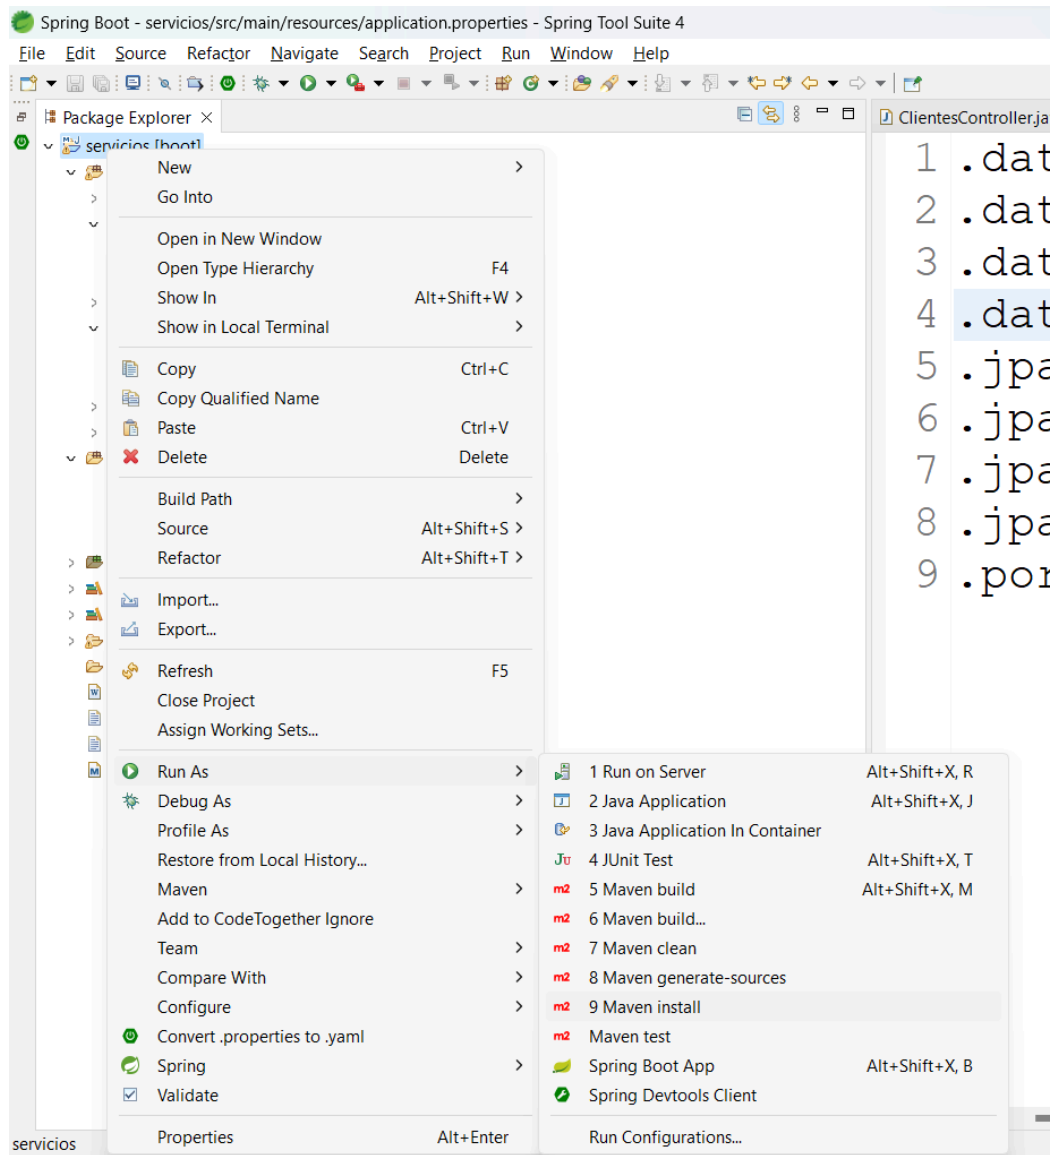 Spring Boot - servicios/src/main/resources/application.properties - Spring Tool Suite 4
File Edit Source Refactor Navigate Search Project Run Window Help
Package Explorer
ClientesController.ja
servicios [boot]
New
Go Into
Open in New Window
Open Type Hierarchy F4
Show In Alt+Shift+W >
Show in Local Terminal
Copy Ctrl+C
Copy Qualified Name
Paste Ctrl+V
Delete Delete
Build Path
Source Alt+Shift+S >
Refactor Alt+Shift+T >
Import...
Export...
Refresh F5
Close Project
Assign Working Sets...
Run As
Debug As
Profile As
Restore from Local History...
Maven
Add to CodeTogether Ignore
Team
Compare With
Configure
Convert .properties to .yaml
Spring
Validate
Properties Alt+Enter
1 Run on Server Alt+Shift+X, R
2 Java Application Alt+Shift+X, J
3 Java Application In Container
4 JUnit Test Alt+Shift+X, T
5 Maven build Alt+Shift+X, M
6 Maven build...
7 Maven clean
8 Maven generate-sources
9 Maven install
Maven test
Spring Boot App Alt+Shift+X, B
Spring Devtools Client
Run Configurations...
1 .dat
2 .dat
3 .dat
4 .dat
5 .jpa
6 .jpa
7 .jpa
8 .jpa
9 .por
servicios